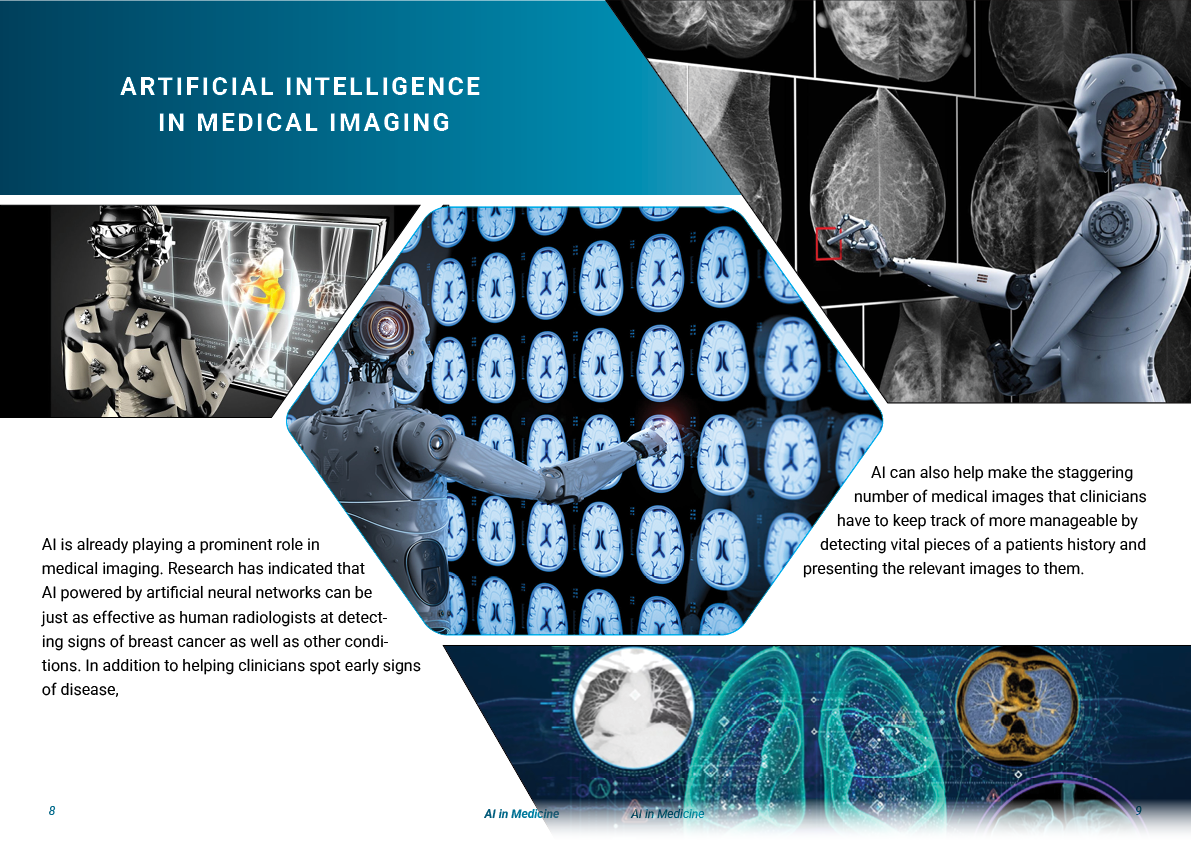 ARTIFICIAL INTELLIGENCE
IN MEDICAL IMAGING
AI is already playing a prominent role in
medical imaging. Research has indicated that
AI powered by artificial neural networks can be
just as effective as human radiologists at detect-
ing signs of breast cancer as well as other condi-
tions. In addition to helping clinicians spot early signs
of disease,
AI can also help make the staggering
number of medical images that clinicians
have to keep track of more manageable by
detecting vital pieces of a patients history and
presenting the relevant images to them.
8
AI in Medicine
AI in Medicine
9